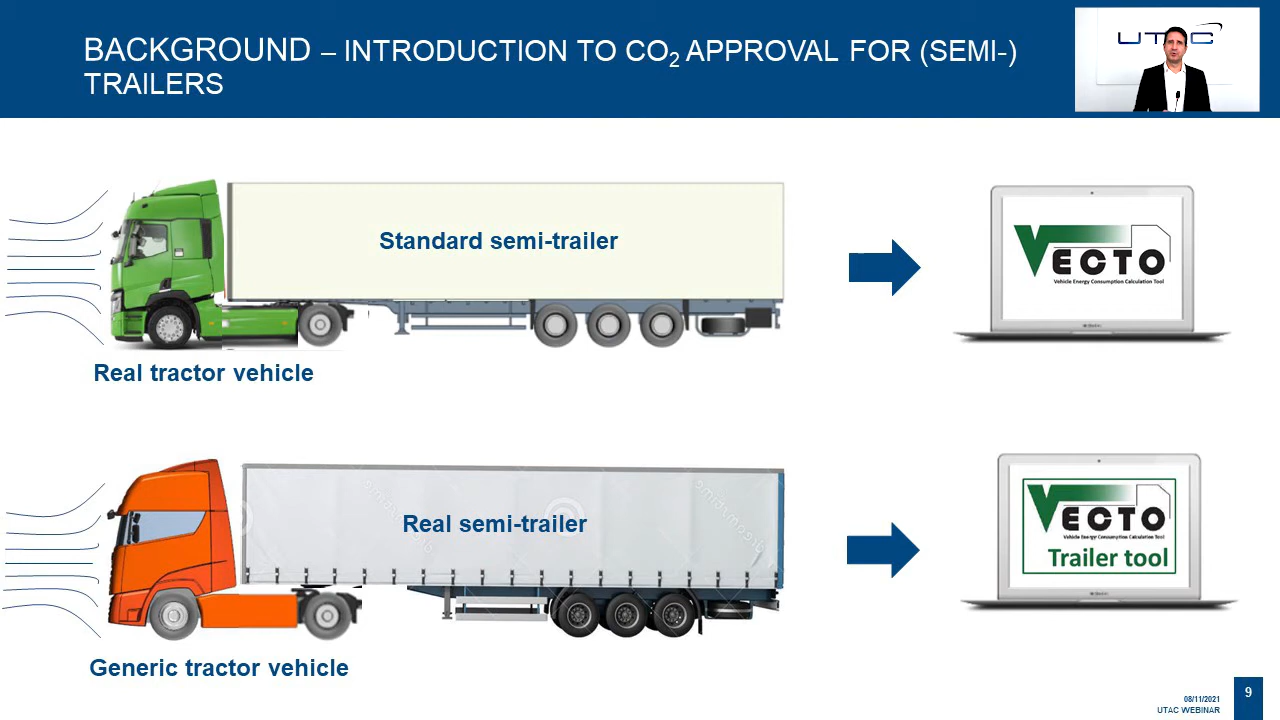 BACKGROUND – INTRODUCTION TO CO2 APPROVAL FOR (SEMI-)
TRAILERS
UTAC
Standard semi-trailer
VECTO
Vehicle Energy Consumption Calculation Tool
Real tractor vehicle
Real semi-trailer
VECTO
Vehicle Energy Consumption Calculation Tool
Trailer tool
Generic tractor vehicle
08/11/2021
UTAC WEBINAR
9